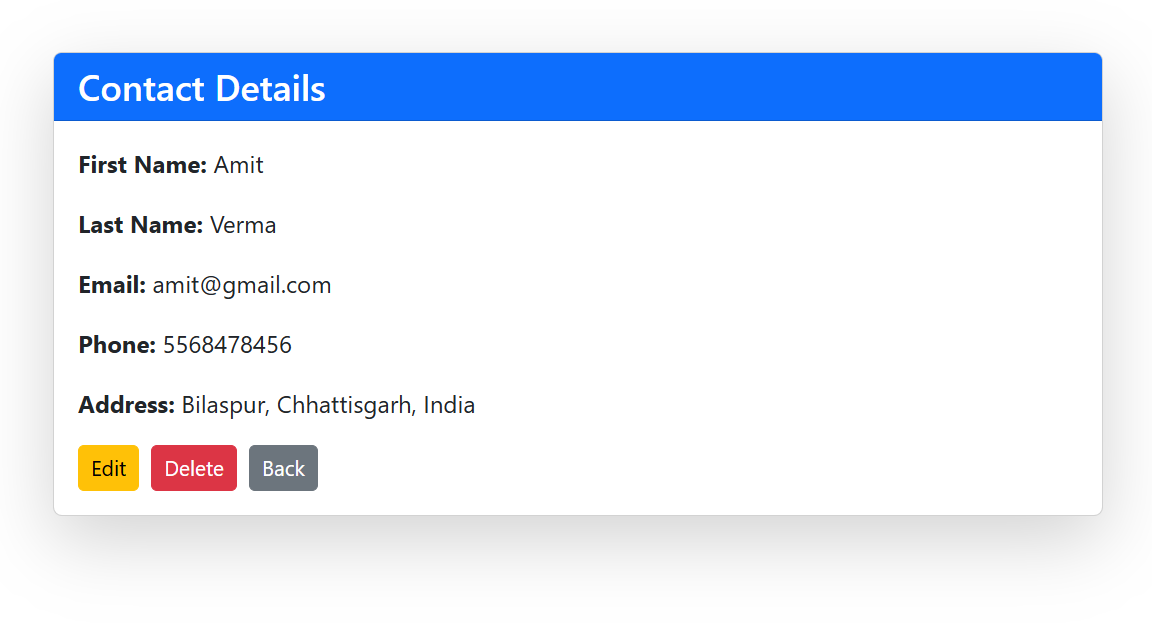 Contact Details
First Name: Amit
Last Name: Verma
Email: amit@gmail.com
Phone: 5568478456
Address: Bilaspur, Chhattisgarh, India
Edit Delete Back